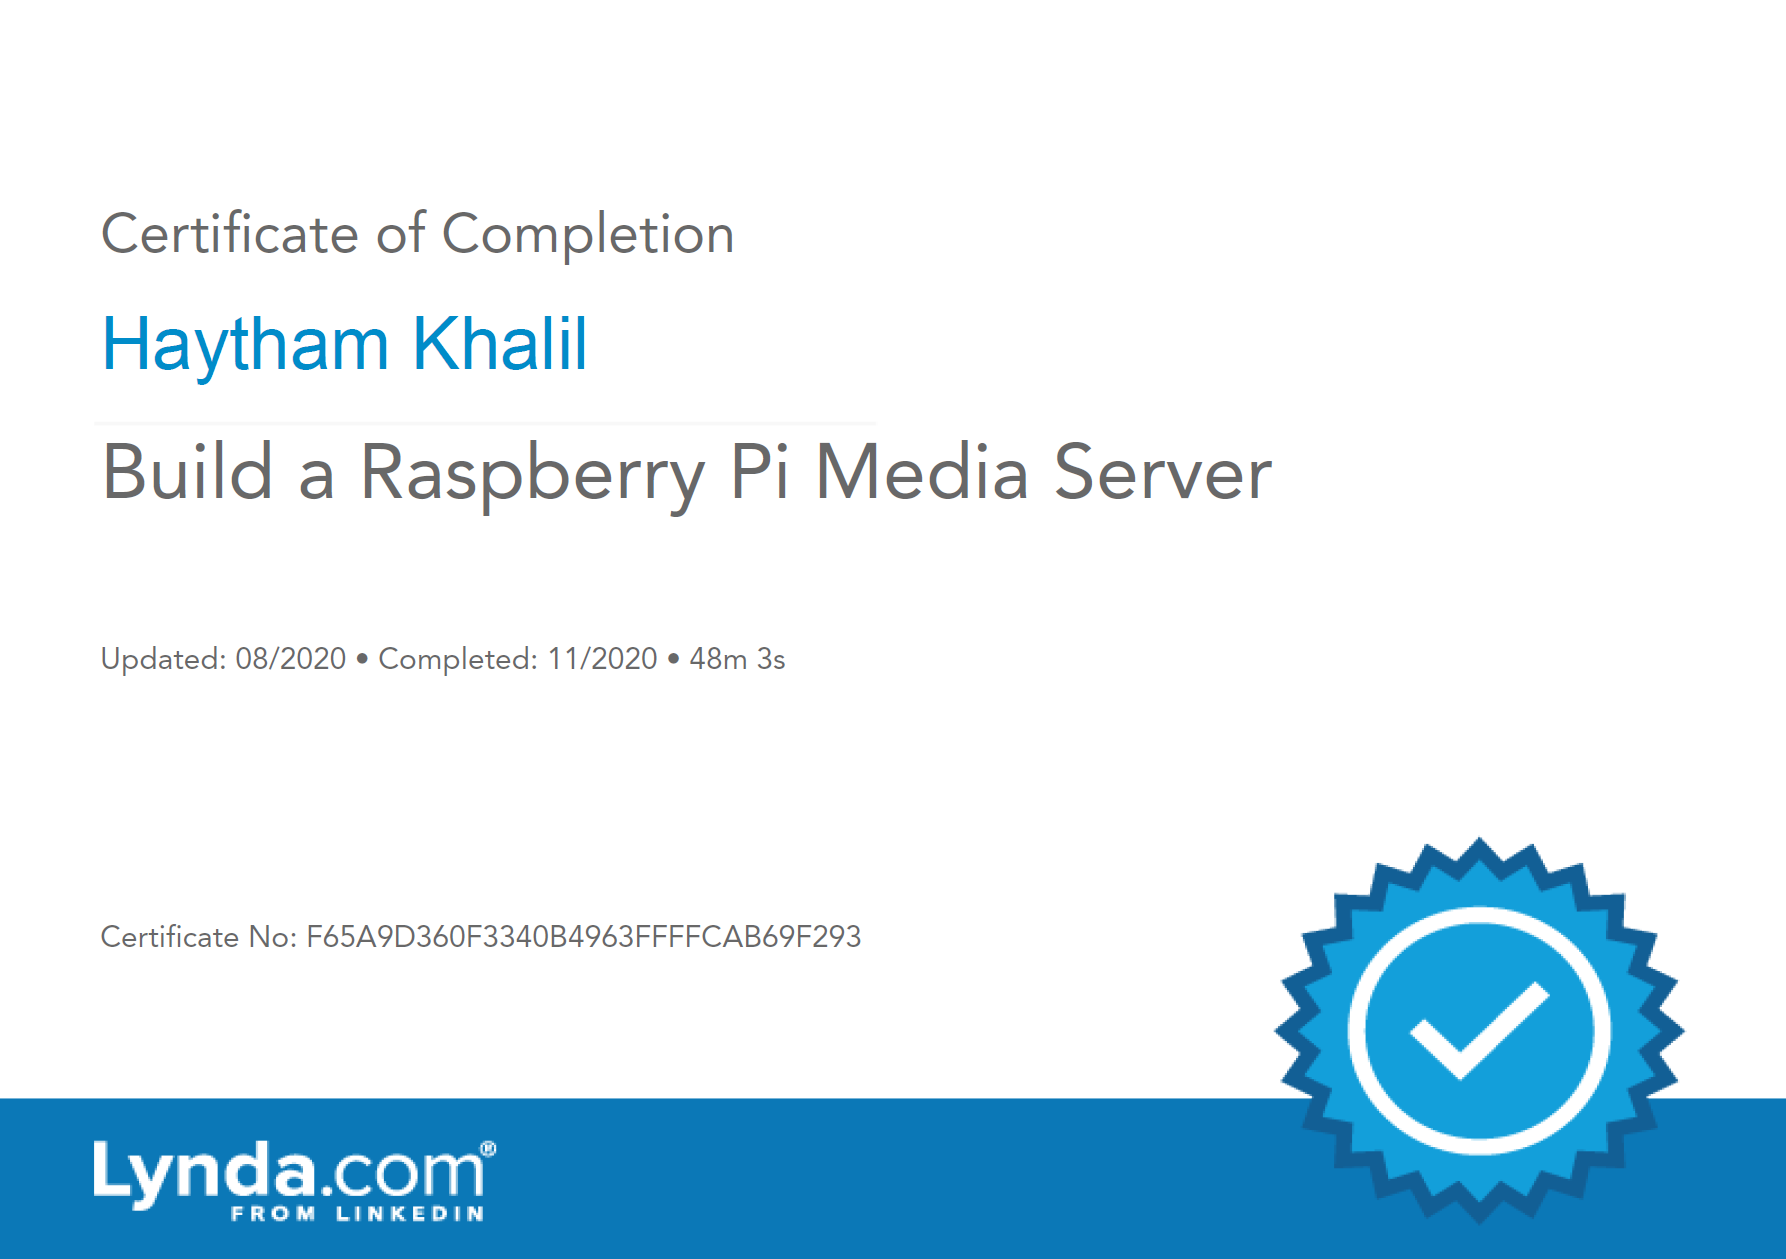 Certificate of Completion
Haytham Khalil
Build a Raspberry Pi Media Server
Updated: 08/2020 • Completed: 11/2020 • 48m 3s
Certificate No: F65A9D360F3340B4963FFFFCAB69F293
Lynda.com®
FROM LINKEDIN